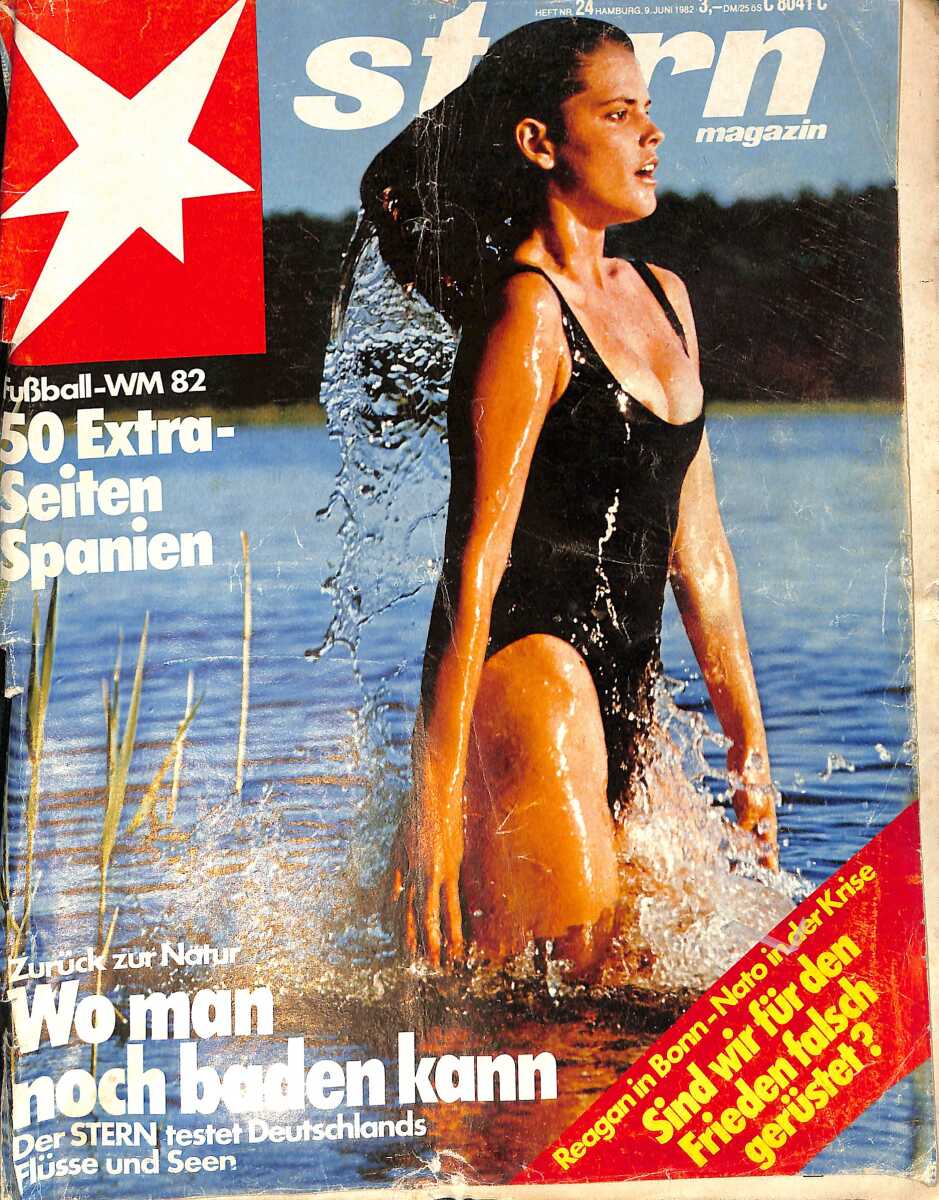 HEFT NR. 24 HAMBURG, 9. JUNI 1982 3,– DM/25 öS C 8041 C
stern
magazin
Fußball-WM 82
50 Extra-
Seiten
Spanien
Zurück zur Natur
Wo man
noch baden kann
Der STERN testet Deutschlands
Flüsse und Seen
Reagan in Bonn – Nato in der Krise
Sind wir für den
Frieden falsch
gerüstet?